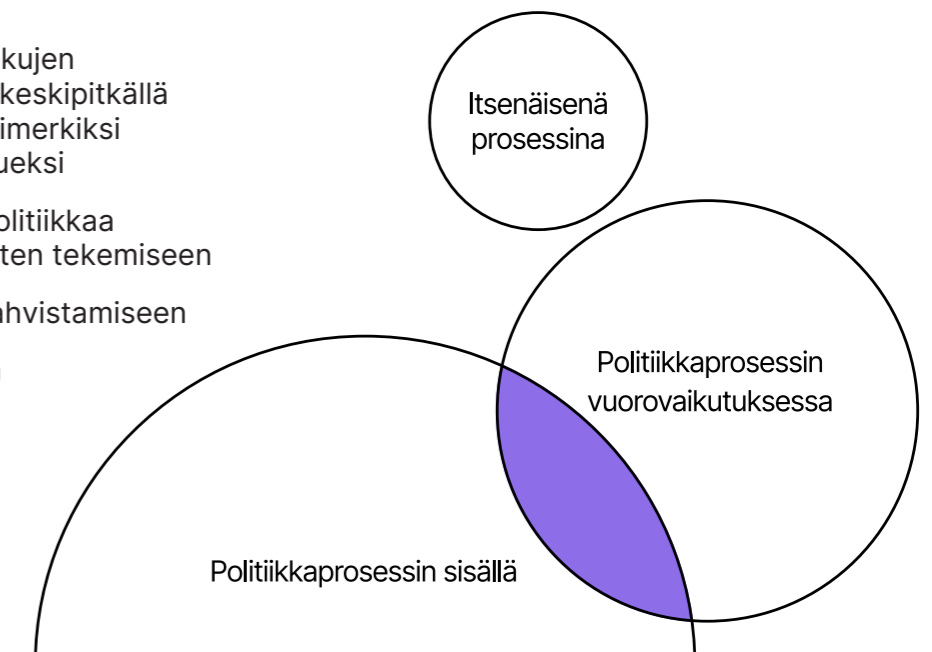 kujen
keskipitkällä
imerkiksi
ueksi
olitiikkaa
ten tekemiseen
ahvistamiseen
Itsenäisenä
prosessina
Politiikkaprosessin
vuorovaikutuksessa
Politiikkaprosessin sisällä